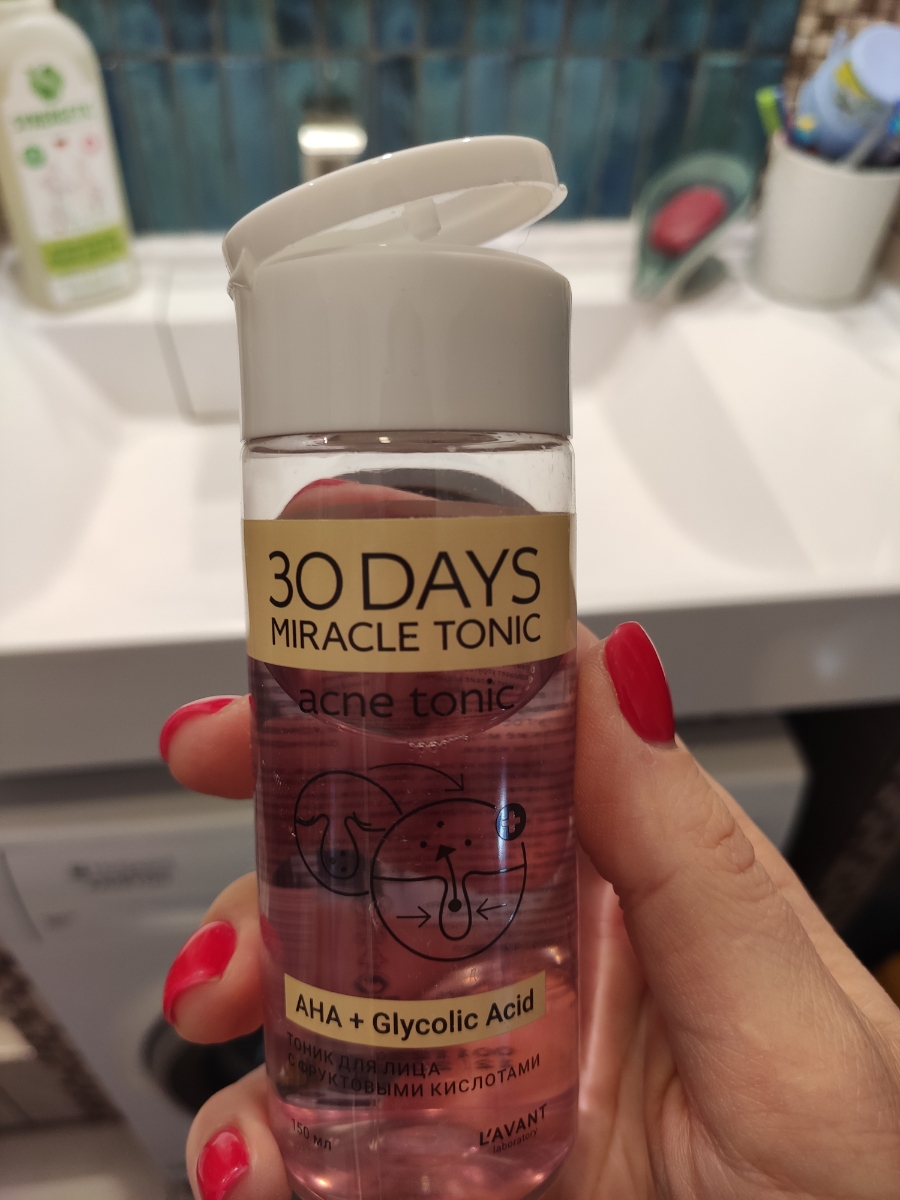 30 DAYS
MIRACLE TONIC
acne tonic
AHA + Glycolic Acid
ТОНИК ДЛЯ ЛИЦА
С ФРУКТОВЫМИ КИСЛОТАМИ
150 мл
L'AVANT
laboratory